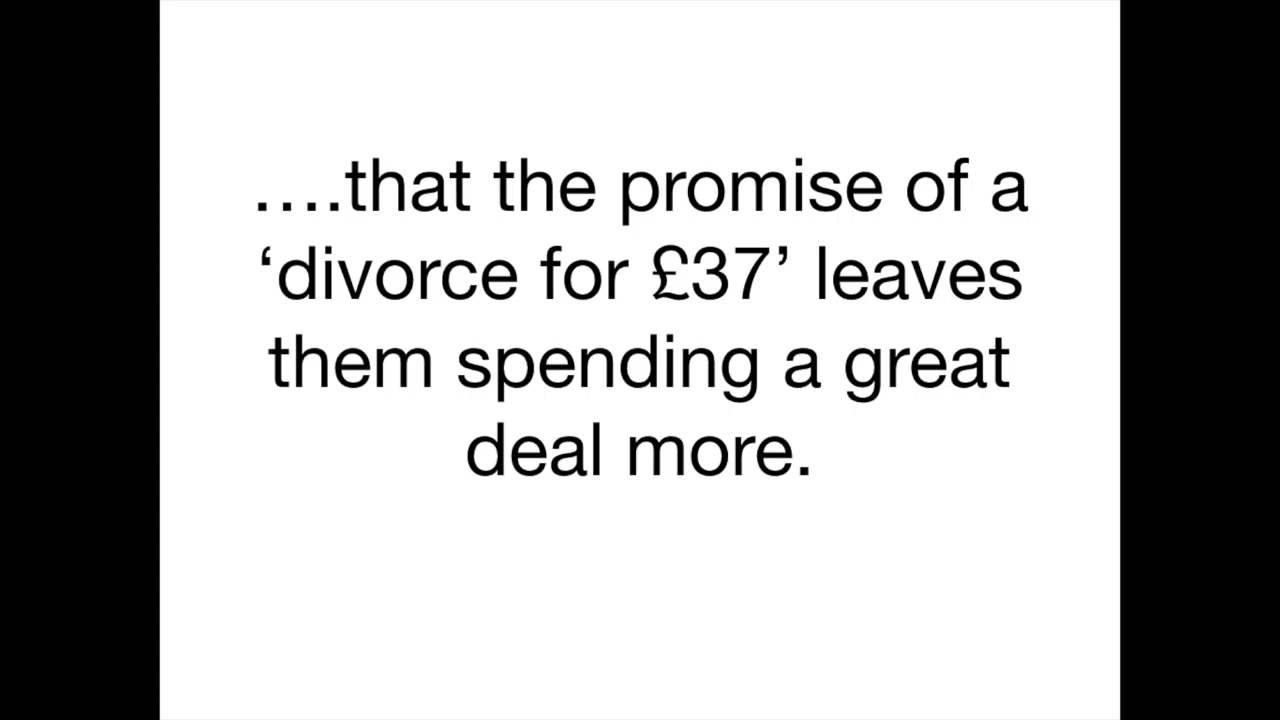 ….that the promise of a
‘divorce for £37’ leaves
them spending a great
deal more.